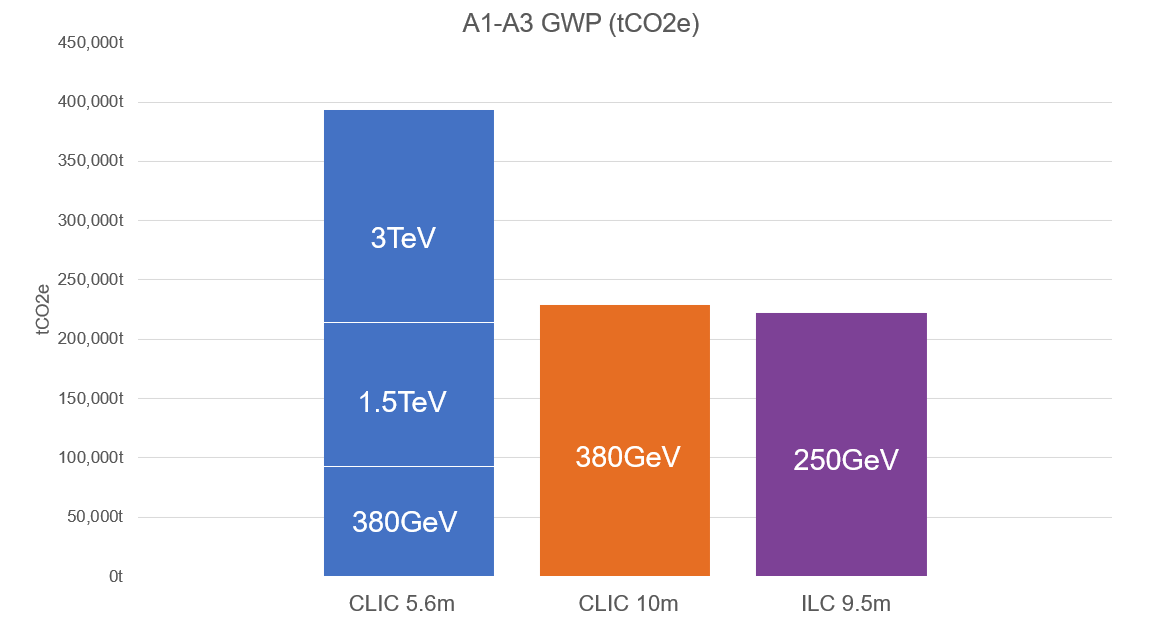 A1-A3 GWP (tCO2e)
450,000t
400,000t
350,000t
300,000t
250,000t
200,000t
150,000t
100,000t
50,000t
0t
tCO2e
3TeV
1.5TeV
380GeV
380GeV
250GeV
CLIC 5.6m
CLIC 10m
ILC 9.5m